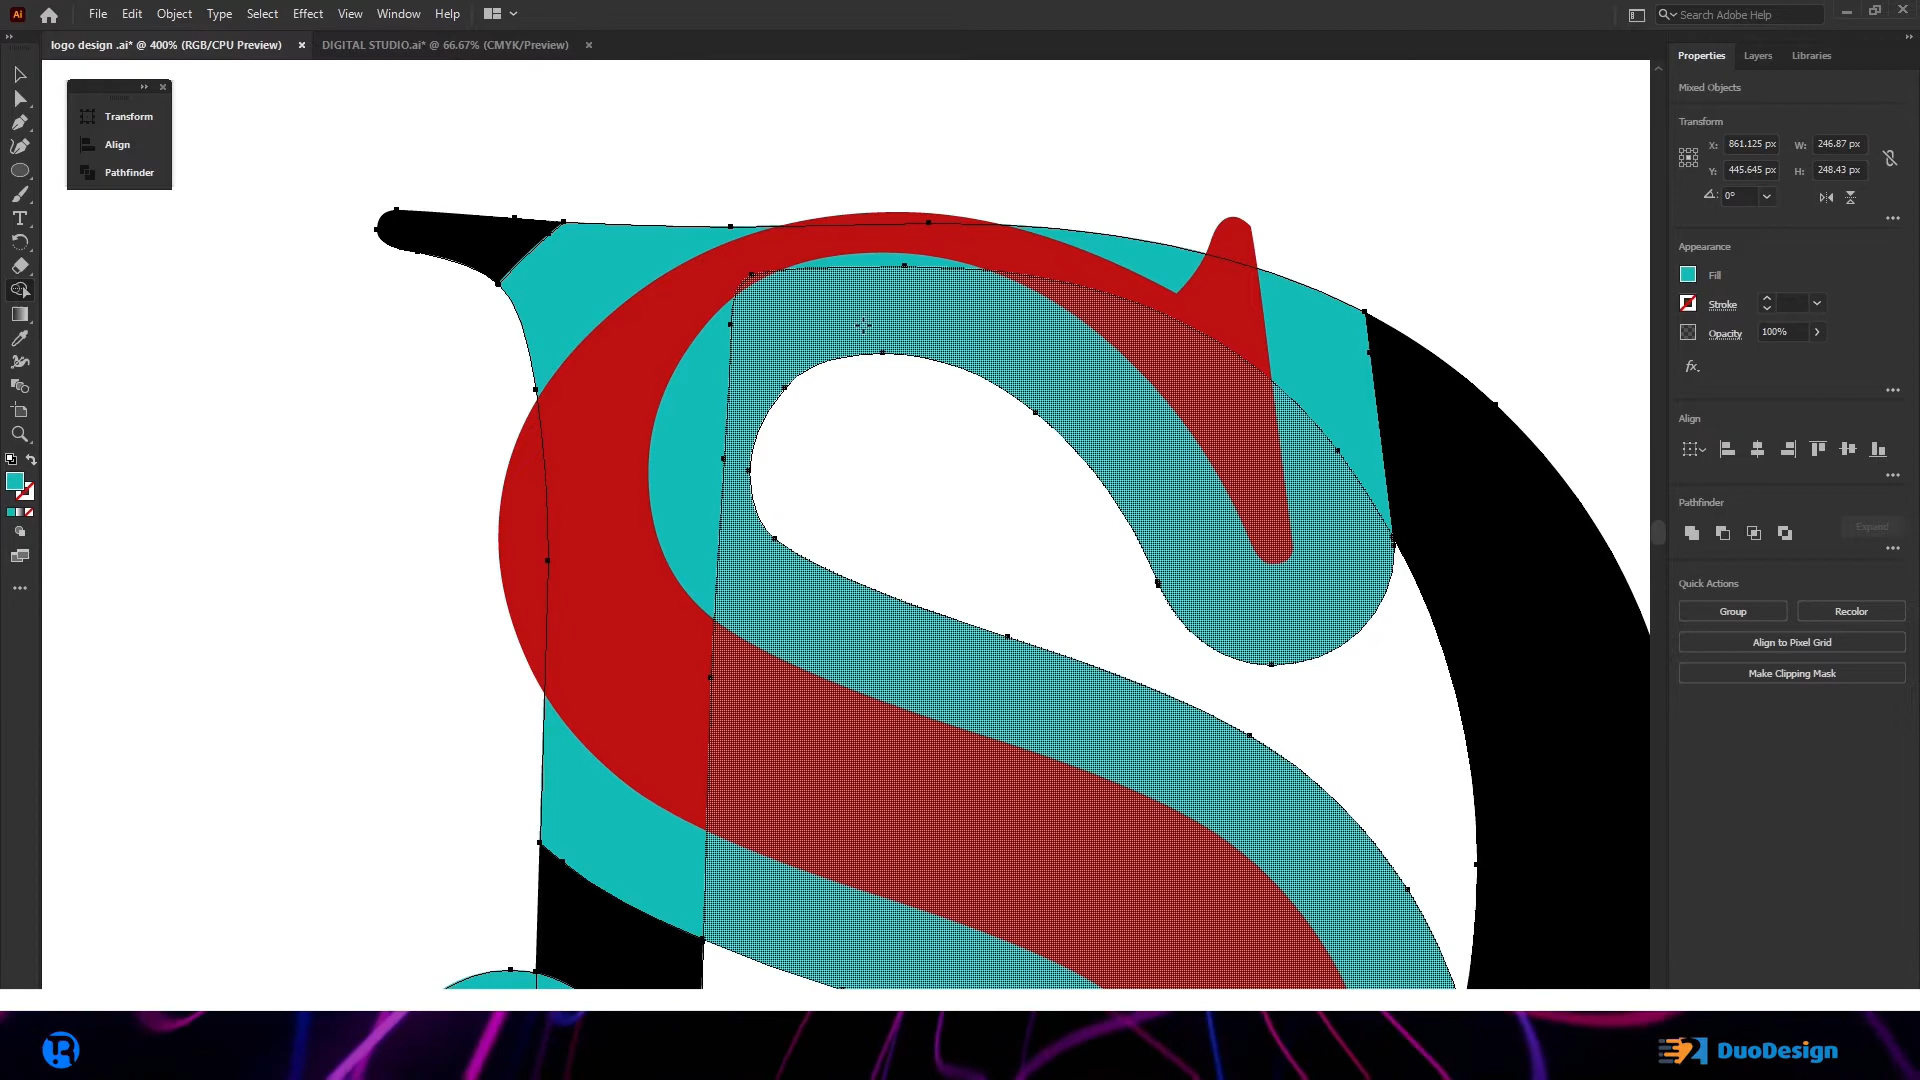 Ai File Edit Object Type Select Effect View Window Help Search Adobe Help
logo design .ai* @ 400% (RGB/CPU Preview) × DIGITAL STUDIO.ai* @ 66.67% (CMYK/Preview) ×
Transform
Align
Pathfinder
Properties Layers Libraries
Mixed Objects
Transform
X: 861.125 px W: 246.87 px
Y: 445.645 px H: 248.43 px
0°
Appearance
Fill
Stroke
Opacity 100%
fx.
Align
Pathfinder
Expand
Quick Actions
Group Recolor
Align to Pixel Grid
Make Clipping Mask
DuoDesign